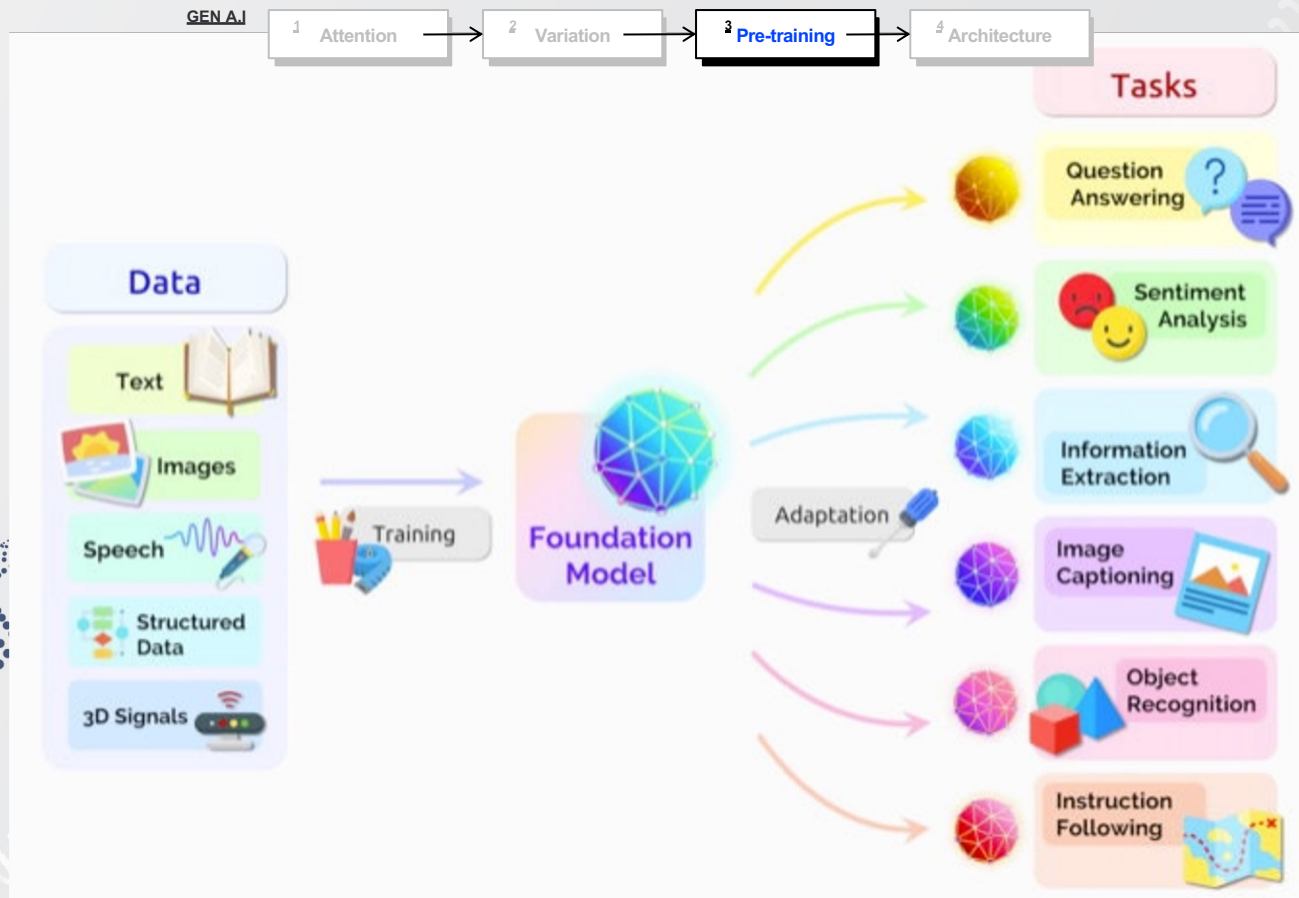 GEN A.I
1 Attention
2 Variation
3 Pre-training
4 Architecture
Tasks
Data
Text
Images
Speech
Structured
Data
3D Signals
Training
Foundation
Model
Adaptation
Question
Answering
?
Sentiment
Analysis
Information
Extraction
Image
Captioning
Object
Recognition
Instruction
Following